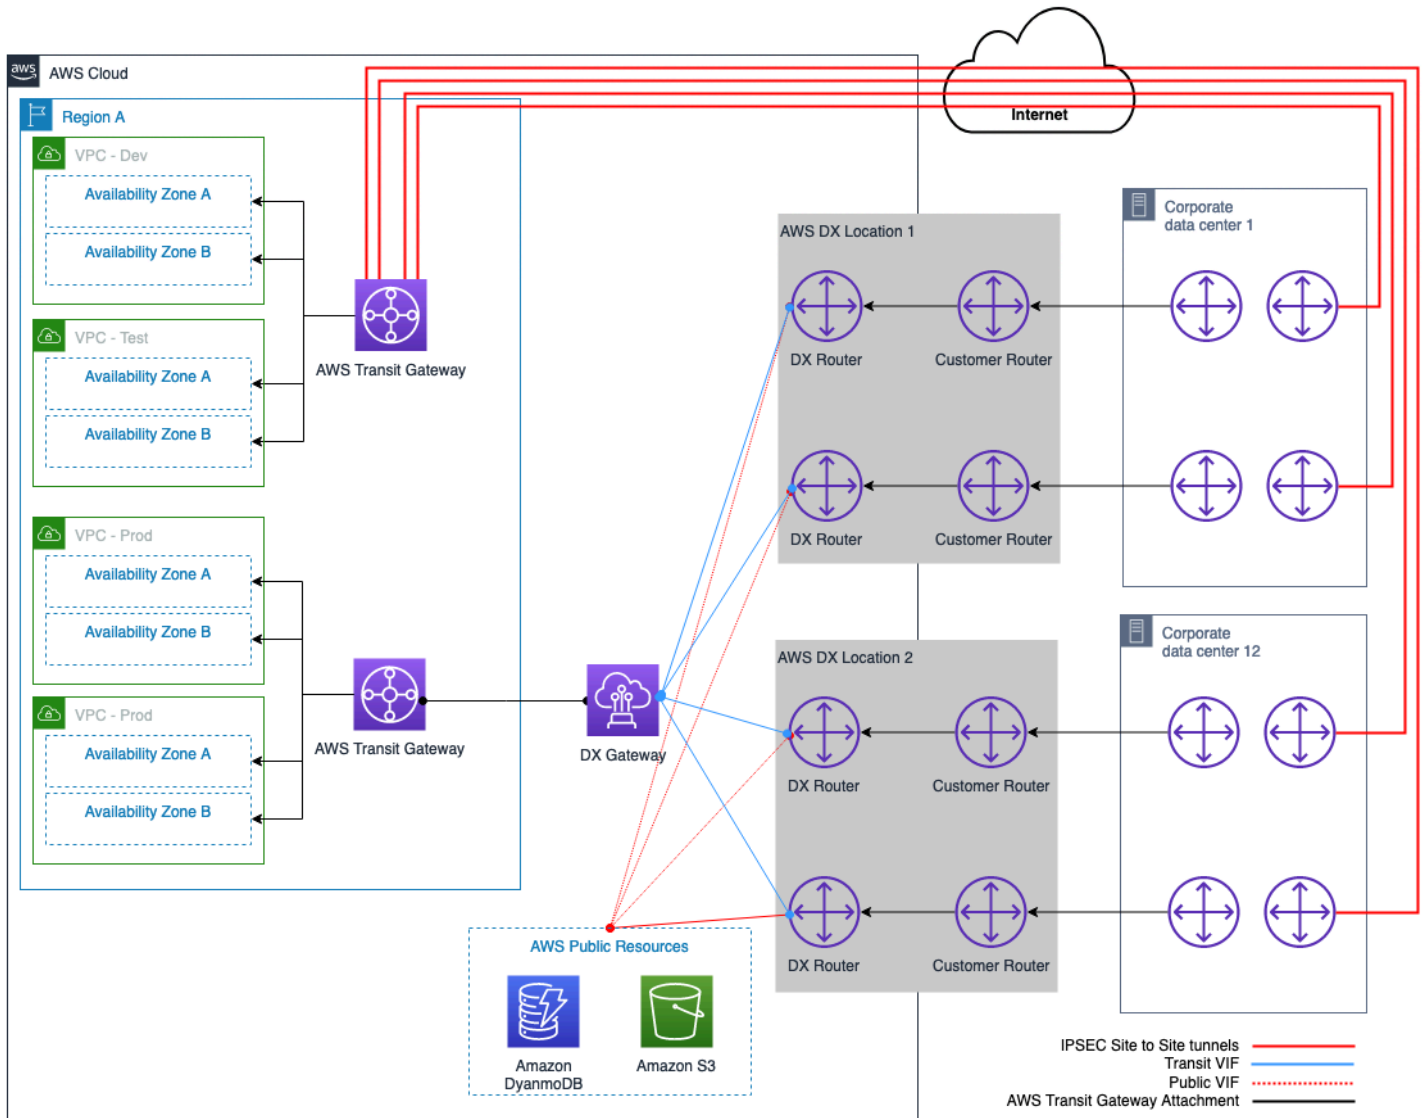 aws
AWS Cloud
Internet
Region A
VPC - Dev
Availability Zone A
Availability Zone B
AWS Transit Gateway
VPC - Test
Availability Zone A
Availability Zone B
VPC - Prod
Availability Zone A
Availability Zone B
AWS Transit Gateway
VPC - Prod
Availability Zone A
Availability Zone B
DX Gateway
AWS DX Location 1
DX Router
Customer Router
DX Router
Customer Router
Corporate
data center 1
AWS DX Location 2
DX Router
Customer Router
DX Router
Customer Router
Corporate
data center 12
AWS Public Resources
Amazon
DyanmoDB
Amazon S3
IPSEC Site to Site tunnels
Transit VIF
Public VIF
AWS Transit Gateway Attachment